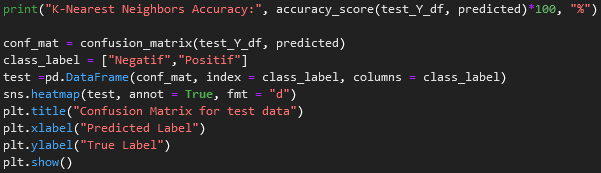 print("K-Nearest Neighbors Accuracy:", accuracy_score(test_Y_df, predicted)*100, "%")
conf_mat = confusion_matrix(test_Y_df, predicted)
class_label = ["Negatif","Positif"]
test =pd.DataFrame(conf_mat, index = class_label, columns = class_label)
sns.heatmap(test, annot = True, fmt = "d")
plt.title("Confusion Matrix for test data")
plt.xlabel("Predicted Label")
plt.ylabel("True Label")
plt.show()